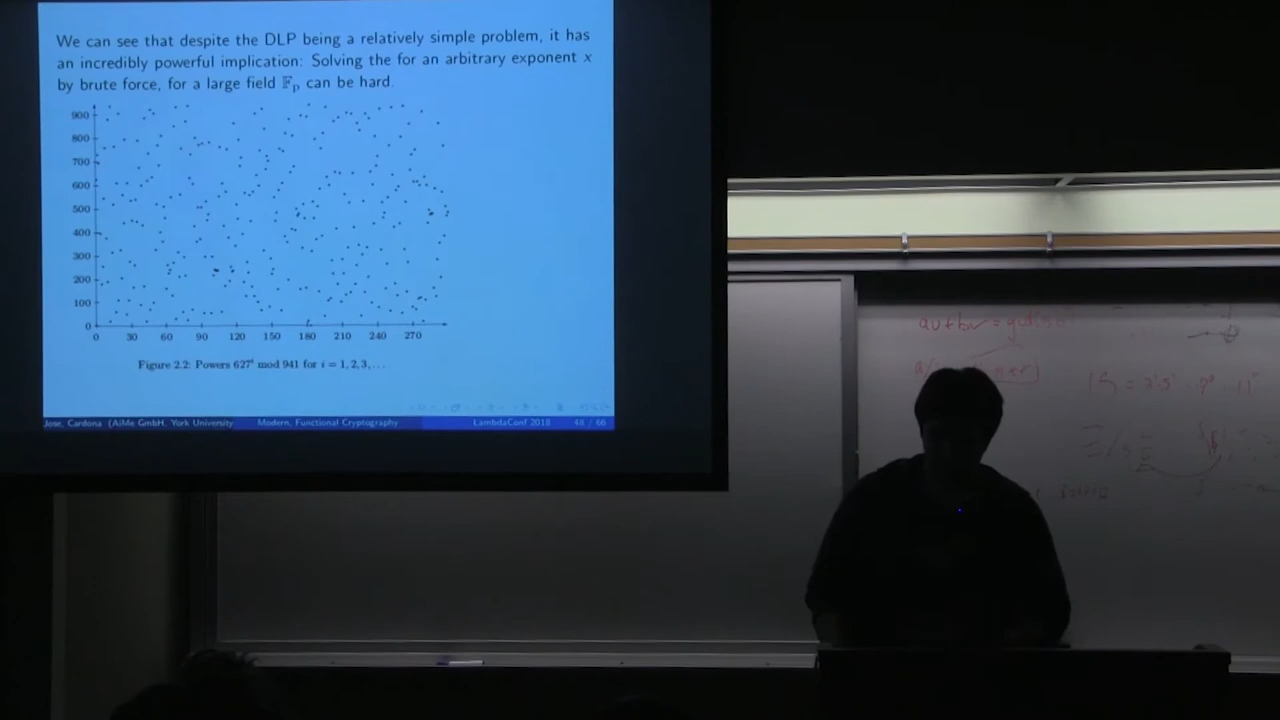 We can see that despite the DLP being a relatively simple problem, it has
an incredibly powerful implication: Solving the for an arbitrary exponent x
by brute force, for a large field 𝔽p can be hard.
900
800
700
600
500
400
300
200
100
0
0 30 60 90 120 150 180 210 240 270
Figure 2.2: Powers 627^i mod 941 for i = 1, 2, 3, ...
Jose, Cardona (AiMe GmbH, York University Modern, Functional Cryptography LambdaConf 2018 48 / 66
au+bv =